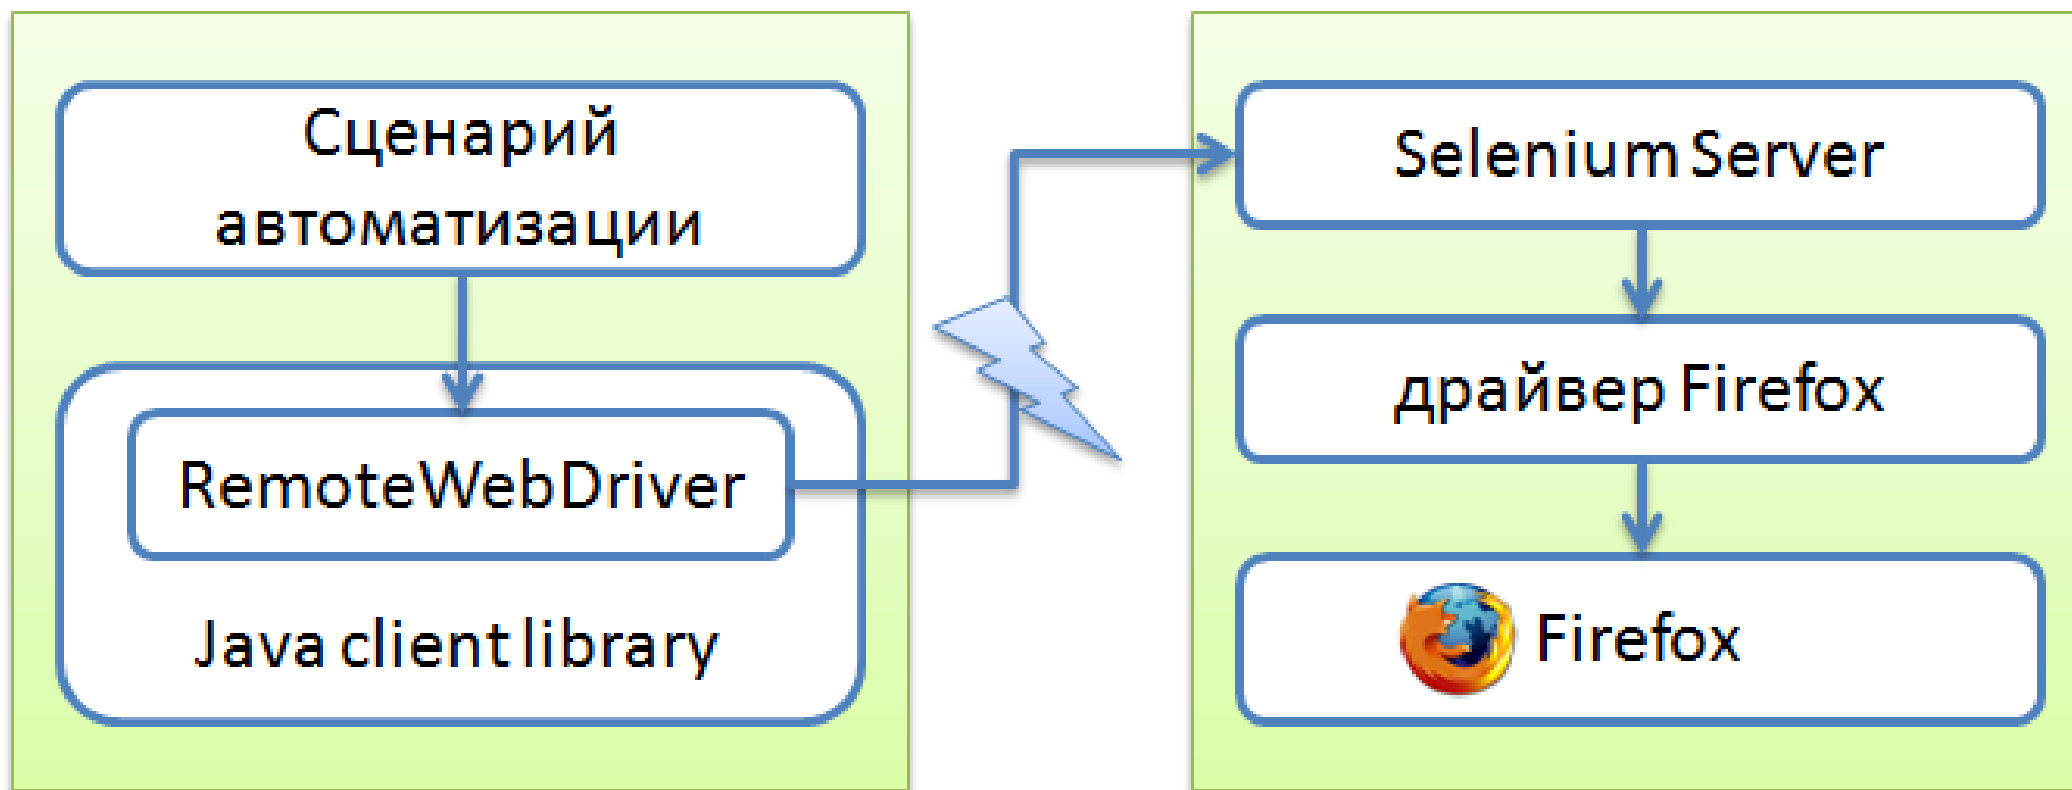 Сценарий
автоматизации
RemoteWebDriver
Java client library
Selenium Server
драйвер Firefox
Firefox